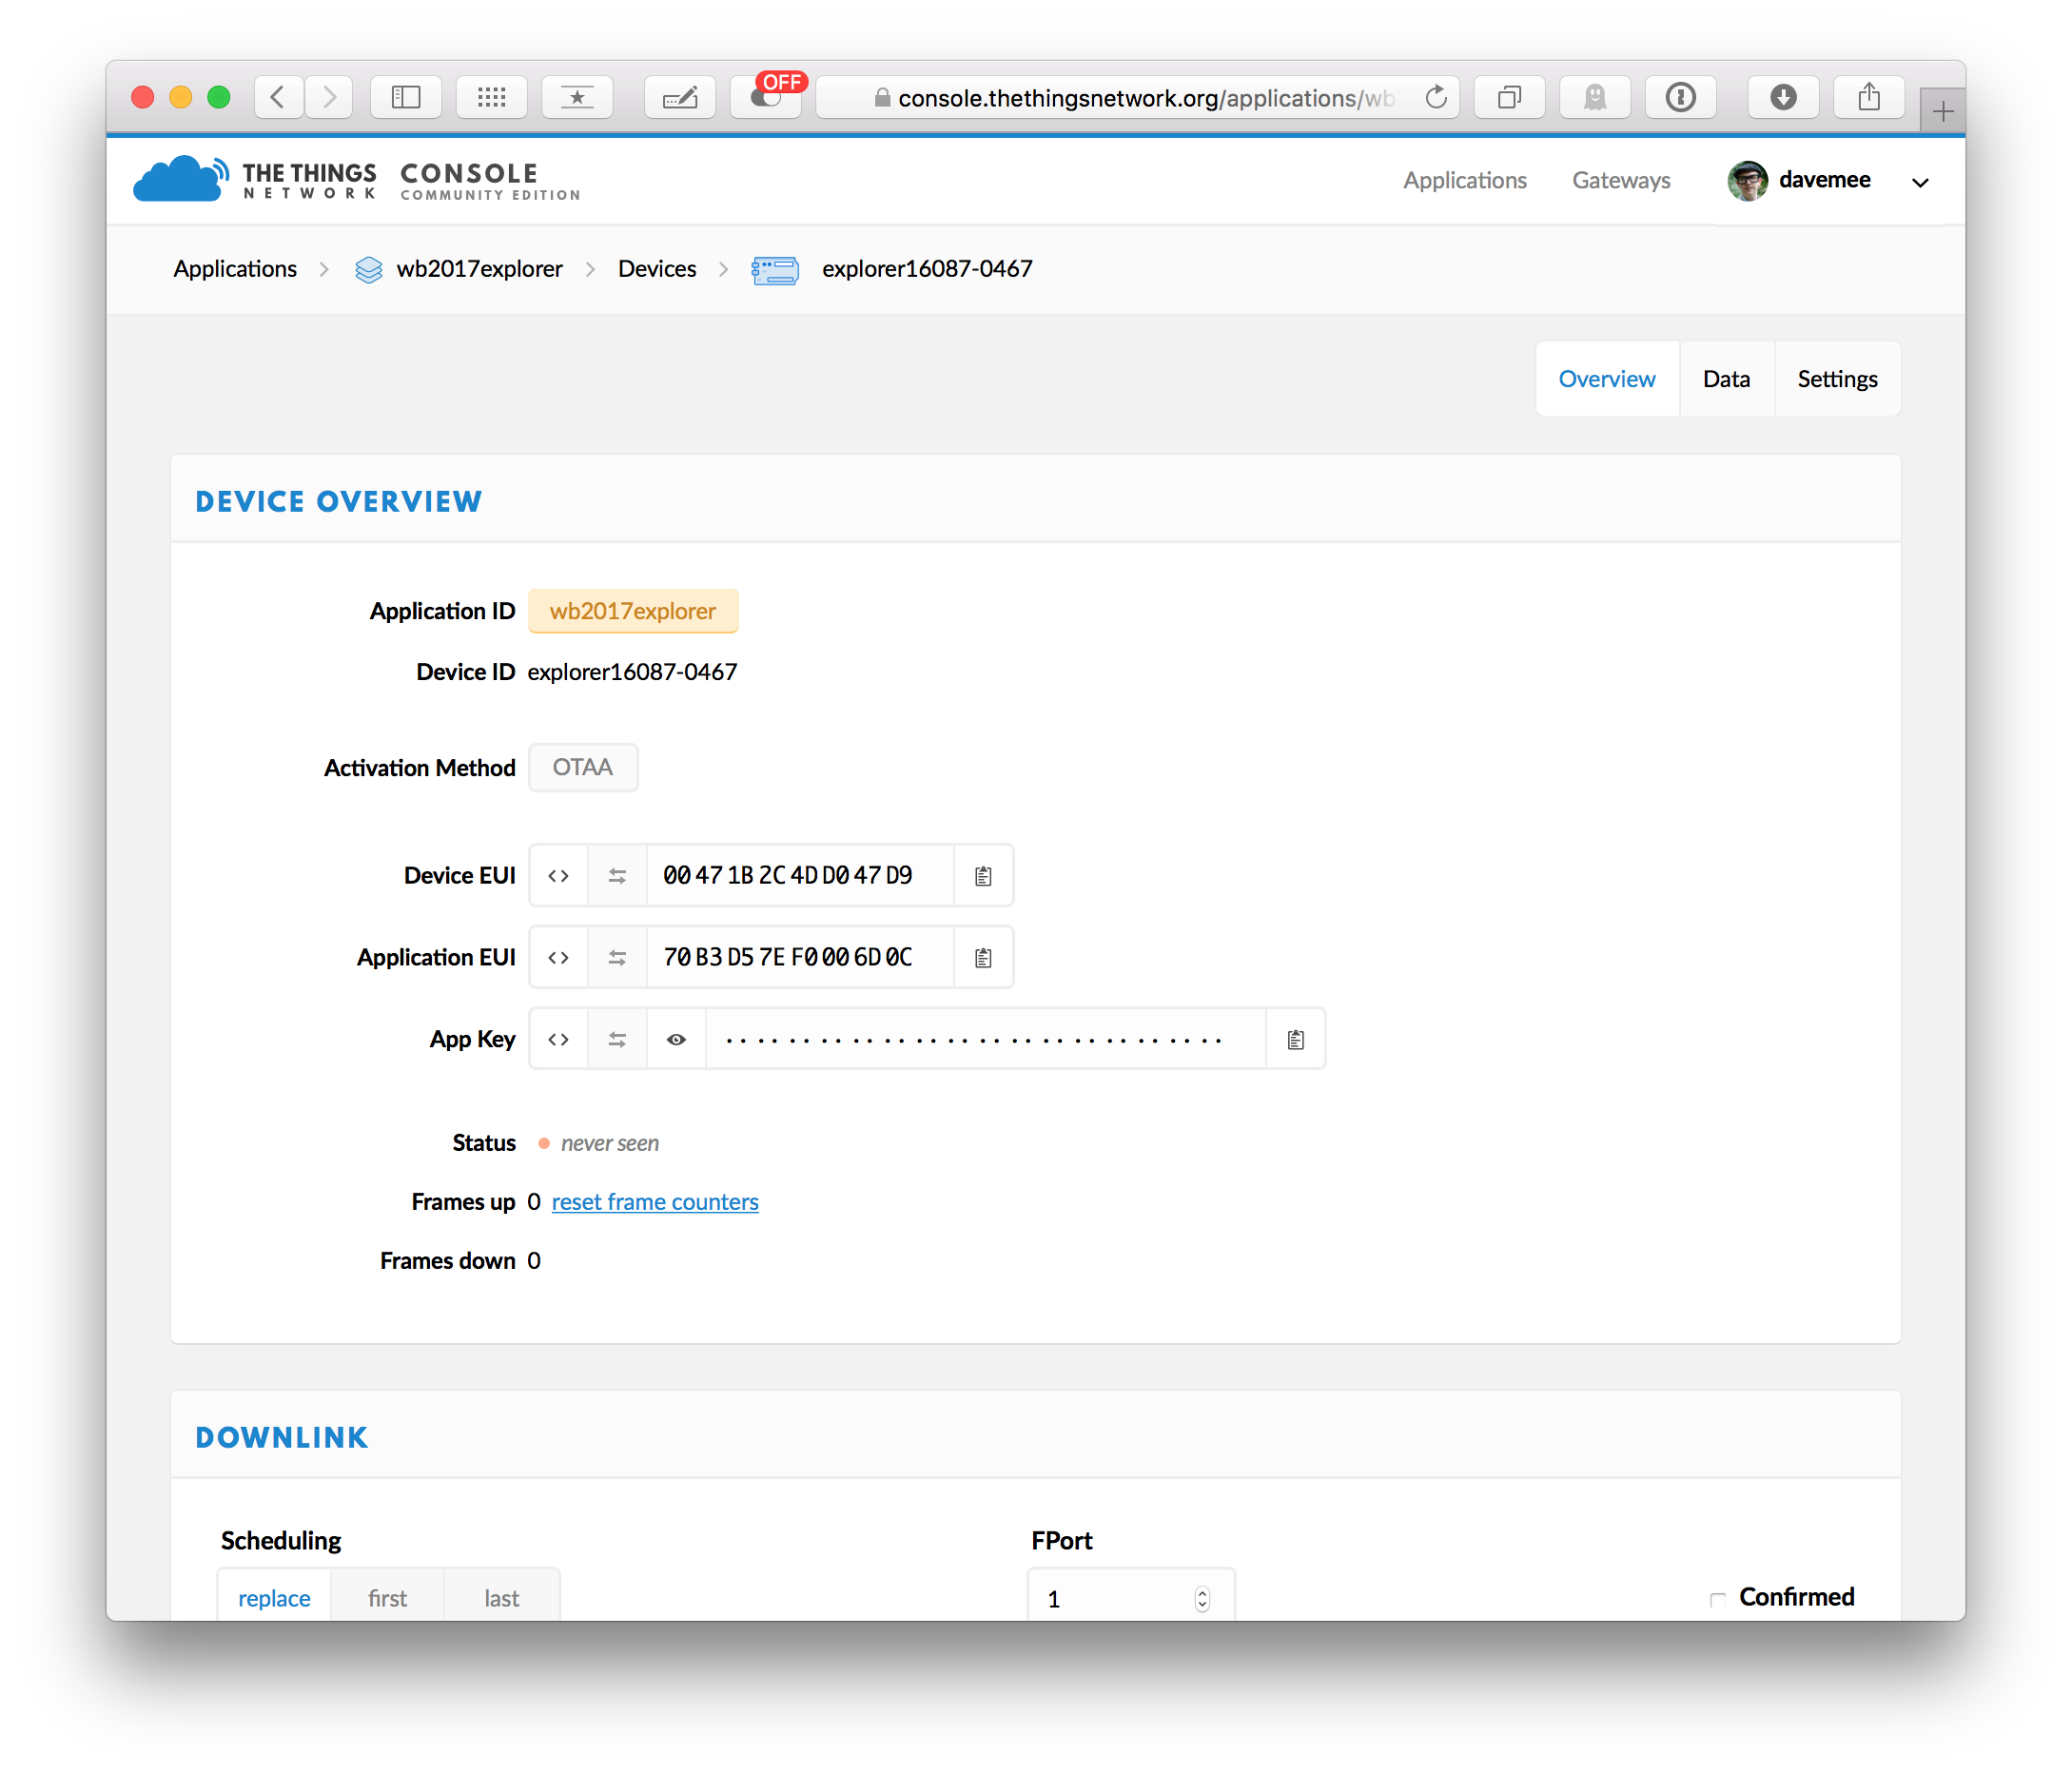 OFF
console.thethingsnetwork.org/applications/wb
THE THINGS NETWORK CONSOLE COMMUNITY EDITION
Applications Gateways davemee
Applications > wb2017explorer > Devices > explorer16087-0467
Overview Data Settings
DEVICE OVERVIEW
Application ID wb2017explorer
Device ID explorer16087-0467
Activation Method OTAA
Device EUI <> 00 47 1B 2C 4D D0 47 D9
Application EUI <> 70 B3 D5 7E F0 00 6D 0C
App Key <> ................................
Status never seen
Frames up 0 reset frame counters
Frames down 0
DOWNLINK
Scheduling FPort
replace first last 1 Confirmed